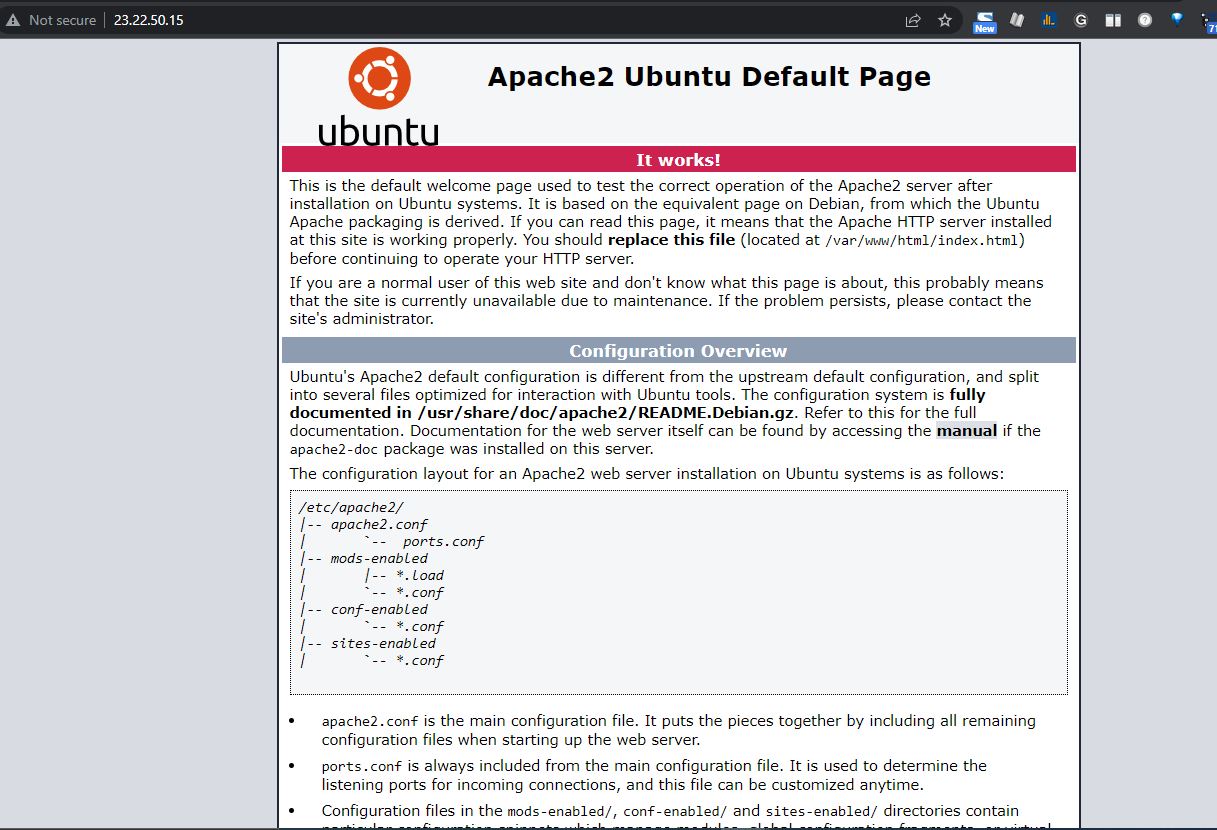 Not secure 23.22.50.15
New
G
?
71
ubuntu
Apache2 Ubuntu Default Page
It works!
This is the default welcome page used to test the correct operation of the Apache2 server after
installation on Ubuntu systems. It is based on the equivalent page on Debian, from which the Ubuntu
Apache packaging is derived. If you can read this page, it means that the Apache HTTP server installed
at this site is working properly. You should replace this file (located at /var/www/html/index.html)
before continuing to operate your HTTP server.
If you are a normal user of this web site and don't know what this page is about, this probably means
that the site is currently unavailable due to maintenance. If the problem persists, please contact the
site's administrator.
Configuration Overview
Ubuntu's Apache2 default configuration is different from the upstream default configuration, and split
into several files optimized for interaction with Ubuntu tools. The configuration system is fully
documented in /usr/share/doc/apache2/README.Debian.gz. Refer to this for the full
documentation. Documentation for the web server itself can be found by accessing the manual if the
apache2-doc package was installed on this server.
The configuration layout for an Apache2 web server installation on Ubuntu systems is as follows:
/etc/apache2/
|-- apache2.conf
|       `--  ports.conf
|-- mods-enabled
|       |-- *.load
|       `-- *.conf
|-- conf-enabled
|       `-- *.conf
|-- sites-enabled
|       `-- *.conf
• apache2.conf is the main configuration file. It puts the pieces together by including all remaining
configuration files when starting up the web server.
• ports.conf is always included from the main configuration file. It is used to determine the
listening ports for incoming connections, and this file can be customized anytime.
• Configuration files in the mods-enabled/, conf-enabled/ and sites-enabled/ directories contain
particular configuration snippets which manage modules, global configuration fragments, or virtual